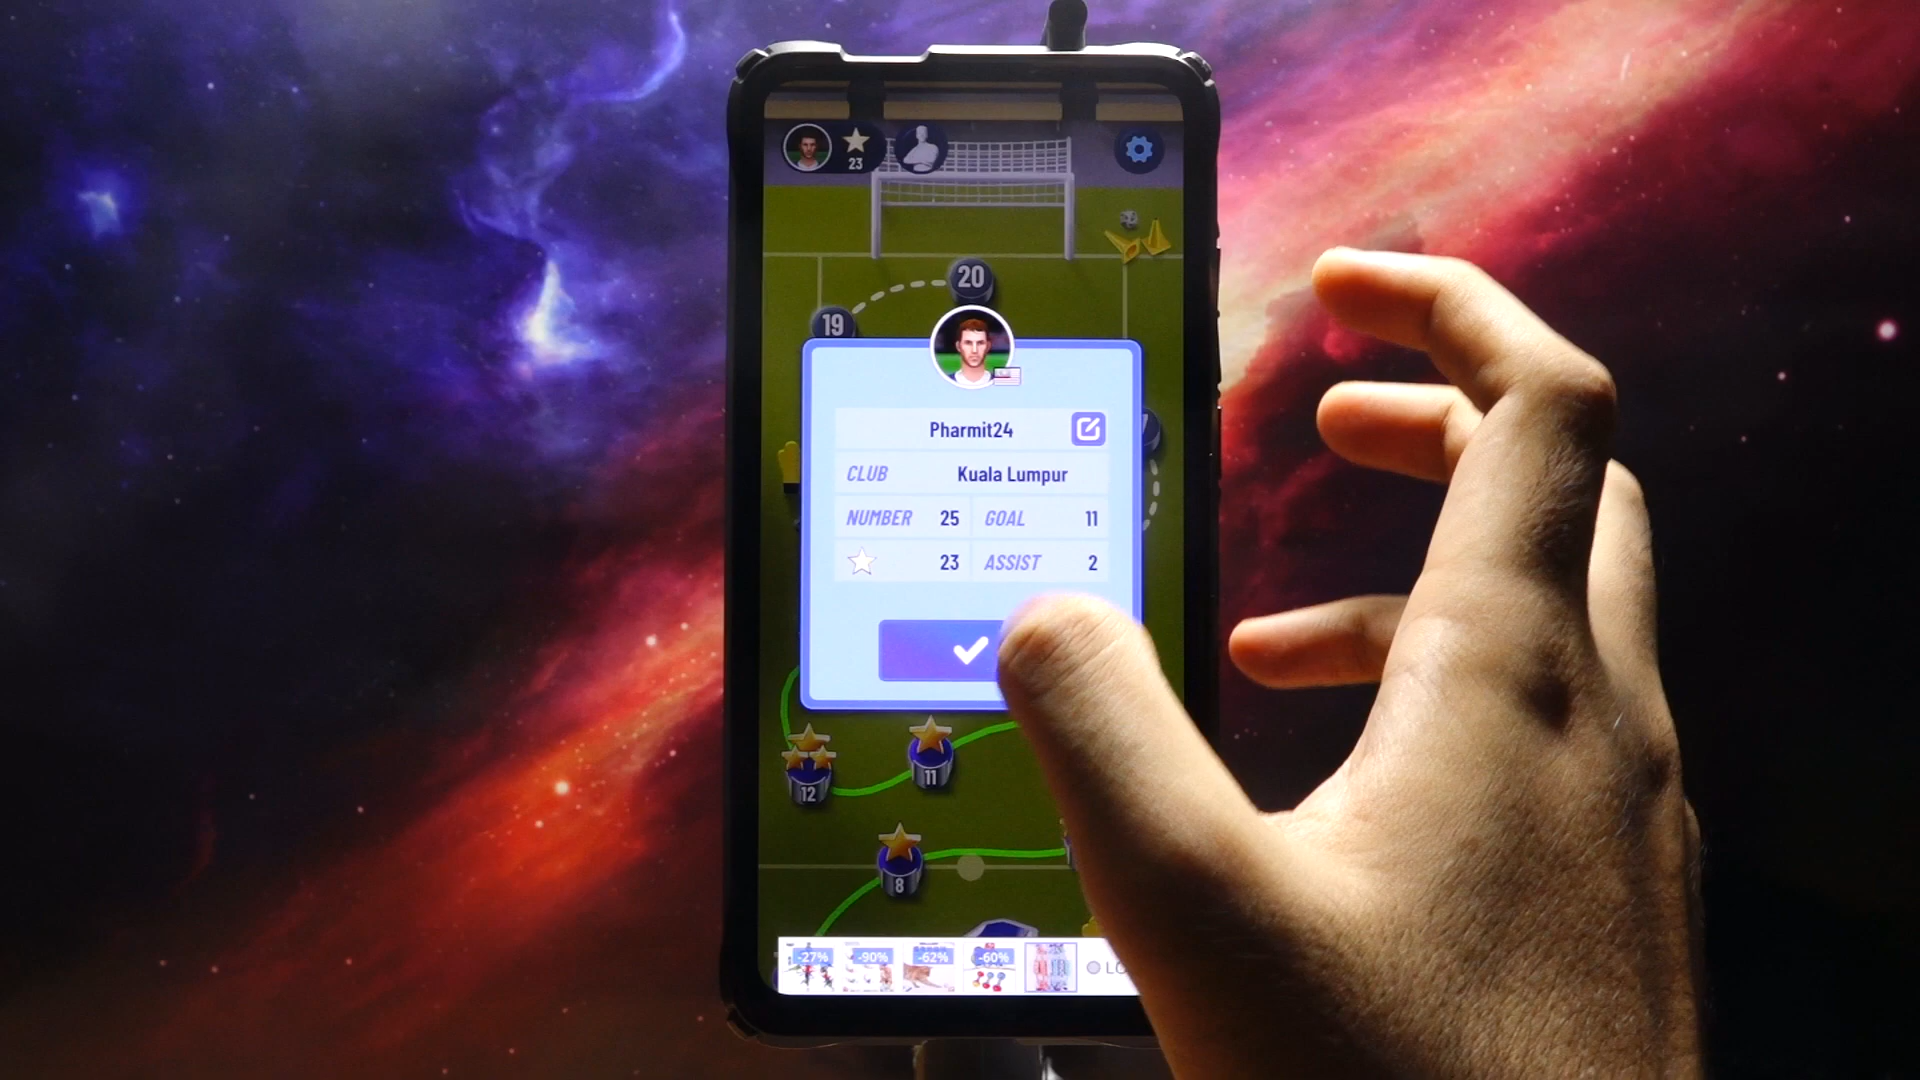 23
20
19
Pharmit24
CLUB Kuala Lumpur
NUMBER 25 GOAL 11
23 ASSIST 2
12
11
8
-27% -90% -62% -60%